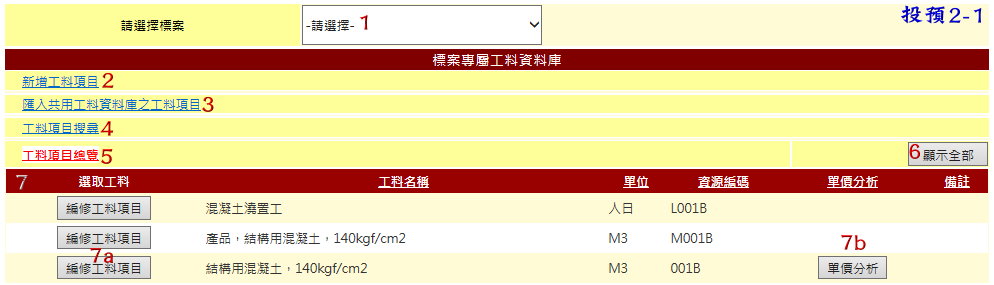 投預2-1
請選擇標案 -請選擇- 1
標案專屬工料資料庫
新增工料項目 2
匯入共用工料資料庫之工料項目 3
工料項目搜尋 4
工料項目總覽 5 6 顯示全部
7 選取工料 工料名稱 單位 資源編碼 單價分析 備註
編修工料項目 混凝土澆置工 人日 L001B
編修工料項目 產品，結構用混凝土，140kgf/cm2 M3 M001B
7a 7b
編修工料項目 結構用混凝土，140kgf/cm2 M3 001B 單價分析